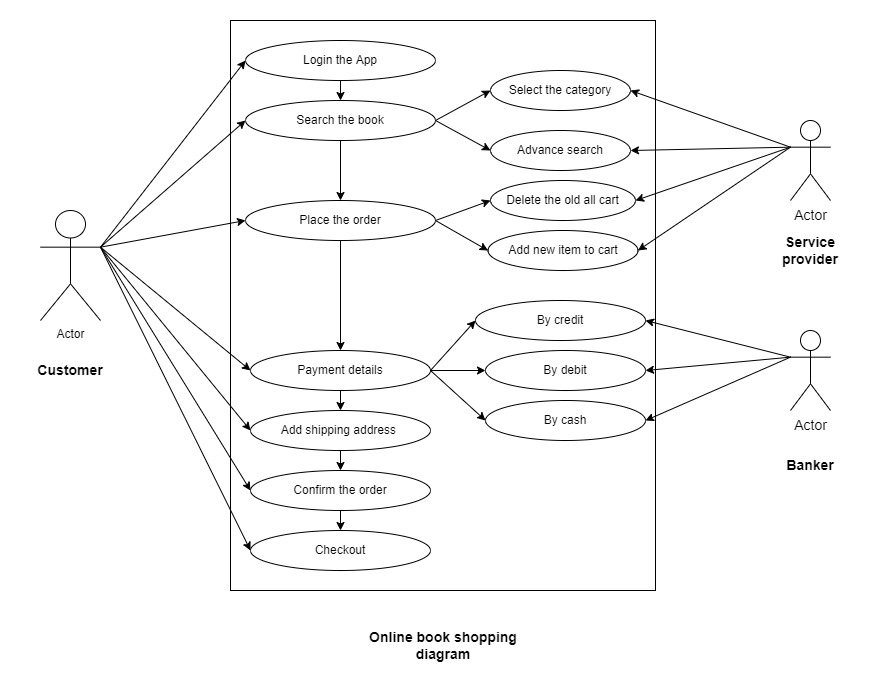 Login the App
Search the book
Select the category
Advance search
Place the order
Delete the old all cart
Add new item to cart
Actor
Service
provider
Actor
Customer
By credit
Payment details
By debit
By cash
Actor
Banker
Add shipping address
Confirm the order
Checkout
Online book shopping
diagram